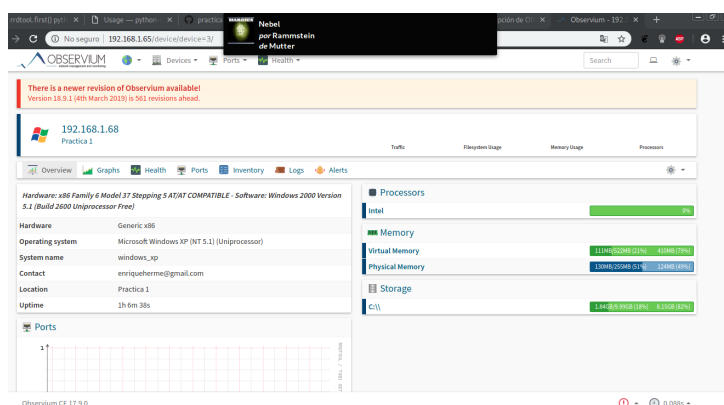 rrdtool.first() pyth
Usage — python-
practica
Nebel
por Rammstein
de Mutter
pción de OI
Observium - 192.
No seguro | 192.168.1.65/device/device=3/
OBSERVIUM
Devices
Ports
Health
Search
There is a newer revision of Observium available!
Version 18.9.1 (4th March 2019) is 561 revisions ahead.
192.168.1.68
Practica 1
Traffic Filesystem Usage Memory Usage Processors
Overview Graphs Health Ports Inventory Logs Alerts
Hardware: x86 Family 6 Model 37 Stepping 5 AT/AT COMPATIBLE - Software: Windows 2000 Version
5.1 (Build 2600 Uniprocessor Free)
Hardware Generic x86
Operating system Microsoft Windows XP (NT 5.1) (Uniprocessor)
System name windows_xp
Contact enriqueherme@gmail.com
Location Practica 1
Uptime 1h 6m 38s
Ports
1
Processors
Intel 9%
Memory
Virtual Memory 111MB/522MB (21%) 410MB (79%)
Physical Memory 130MB/255MB (51%) 124MB (49%)
Storage
C:\\ 1.84GB/9.99GB (18%) 8.15GB (82%)
Observium CE 17.9.0
0.088s